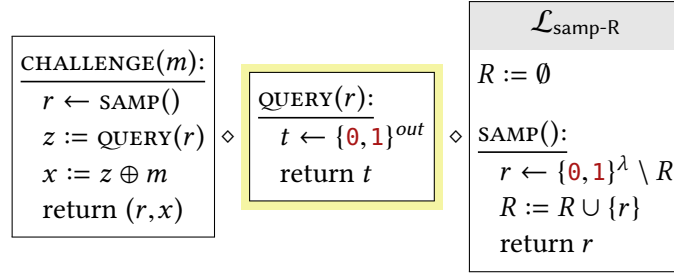 CHALLENGE(m):
r ← SAMP()
z := QUERY(r)
x := z ⊕ m
return (r, x)
⋄
QUERY(r):
t ← {0, 1}^out
return t
⋄
𝓛samp-R
R := ∅
SAMP():
r ← {0, 1}^λ \ R
R := R ∪ {r}
return r